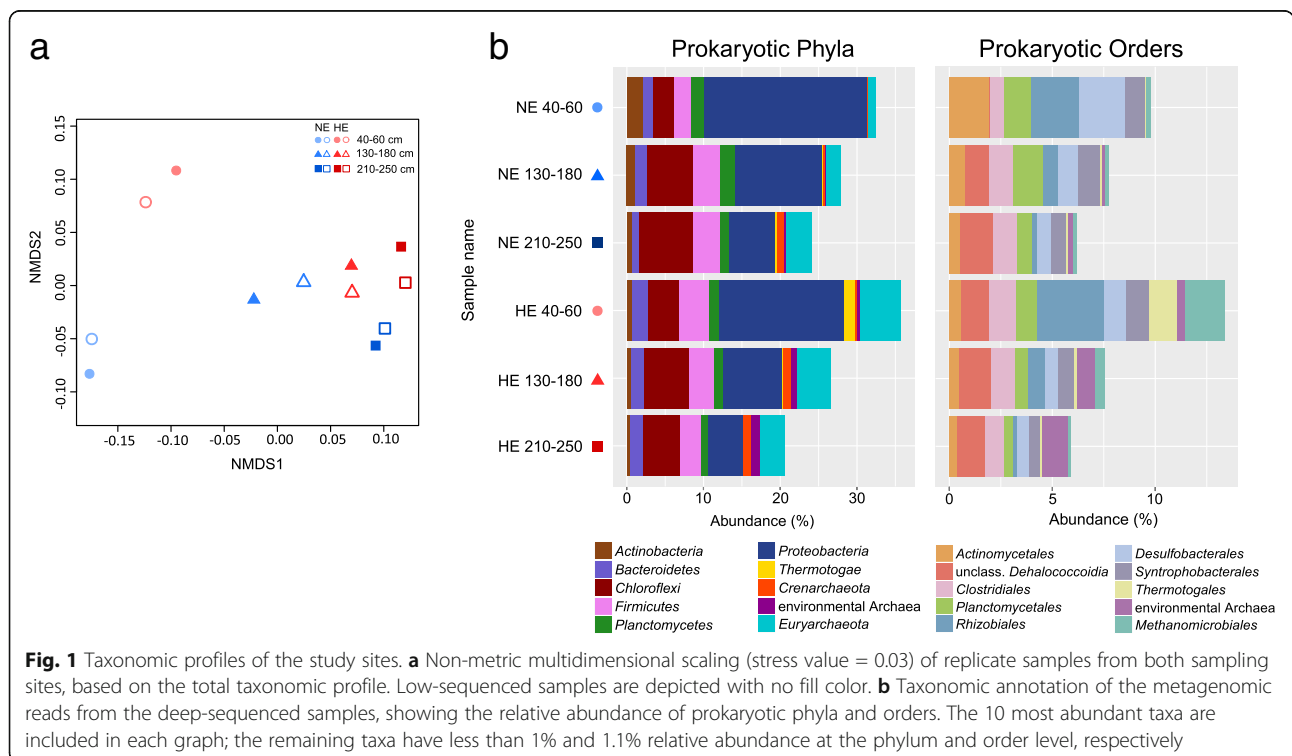 a
0.15
0.10
0.05
0.00
-0.05
-0.10
NMDS2
-0.15
-0.10
-0.05
0.00
0.05
0.10
NMDS1
NE HE
40-60 cm
130-180 cm
210-250 cm
b
Prokaryotic Phyla
Prokaryotic Orders
Sample name
NE 40-60
NE 130-180
NE 210-250
HE 40-60
HE 130-180
HE 210-250
0
10
20
30
Abundance (%)
0
5
10
Abundance (%)
Actinobacteria
Bacteroidetes
Chloroflexi
Firmicutes
Planctomycetes
Proteobacteria
Thermotogae
Crenarchaeota
environmental Archaea
Euryarchaeota
Actinomycetales
unclass. Dehalococcoidia
Clostridiales
Planctomycetales
Rhizobiales
Desulfobacterales
Syntrophobacterales
Thermotogales
environmental Archaea
Methanomicrobiales
Fig. 1 Taxonomic profiles of the study sites. a Non-metric multidimensional scaling (stress value = 0.03) of replicate samples from both sampling
sites, based on the total taxonomic profile. Low-sequenced samples are depicted with no fill color. b Taxonomic annotation of the metagenomic
reads from the deep-sequenced samples, showing the relative abundance of prokaryotic phyla and orders. The 10 most abundant taxa are
included in each graph; the remaining taxa have less than 1% and 1.1% relative abundance at the phylum and order level, respectively